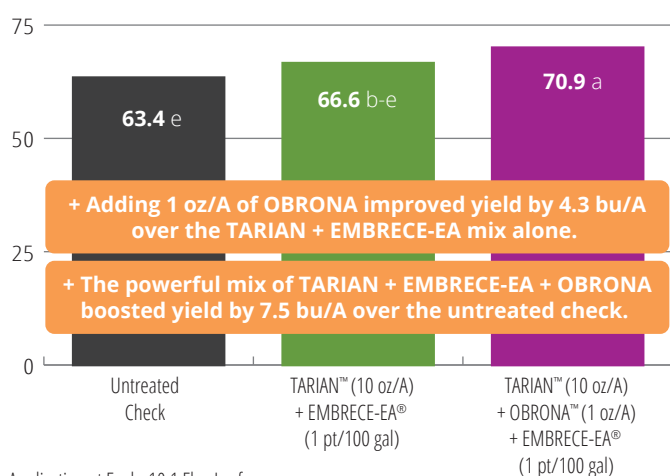 75
50
25
0
63.4 e
66.6 b-e
70.9 a
+ Adding 1 oz/A of OBRONA improved yield by 4.3 bu/A
over the TARIAN + EMBRECE-EA mix alone.
+ The powerful mix of TARIAN + EMBRECE-EA + OBRONA
boosted yield by 7.5 bu/A over the untreated check.
Untreated
Check
TARIAN™ (10 oz/A)
+ EMBRECE-EA®
(1 pt/100 gal)
TARIAN™ (10 oz/A)
+ OBRONA™ (1 oz/A)
+ EMBRECE-EA®
(1 pt/100 gal)